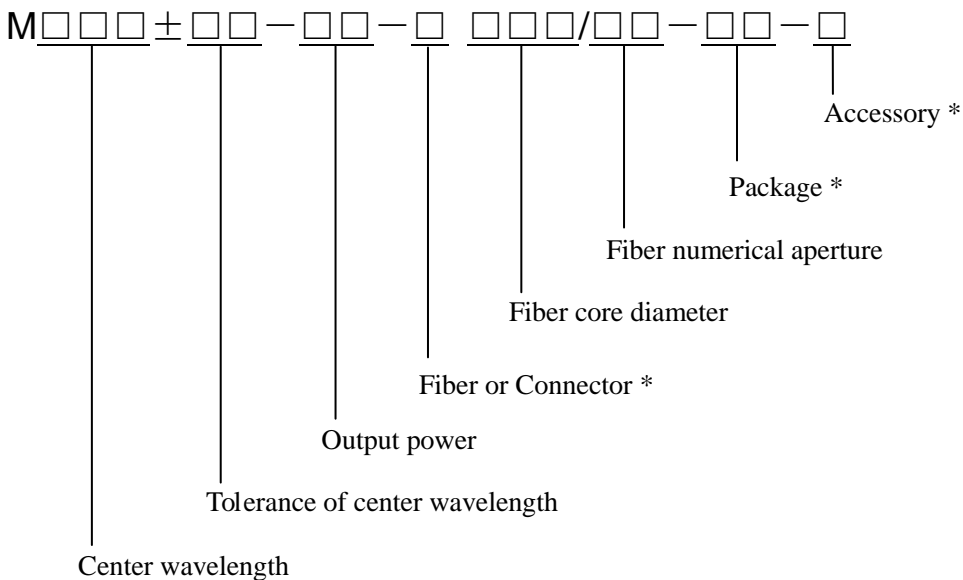 M□□□±□□−□□−□ □□□/□□−□□−□
Accessory *
Package *
Fiber numerical aperture
Fiber core diameter
Fiber or Connector *
Output power
Tolerance of center wavelength
Center wavelength